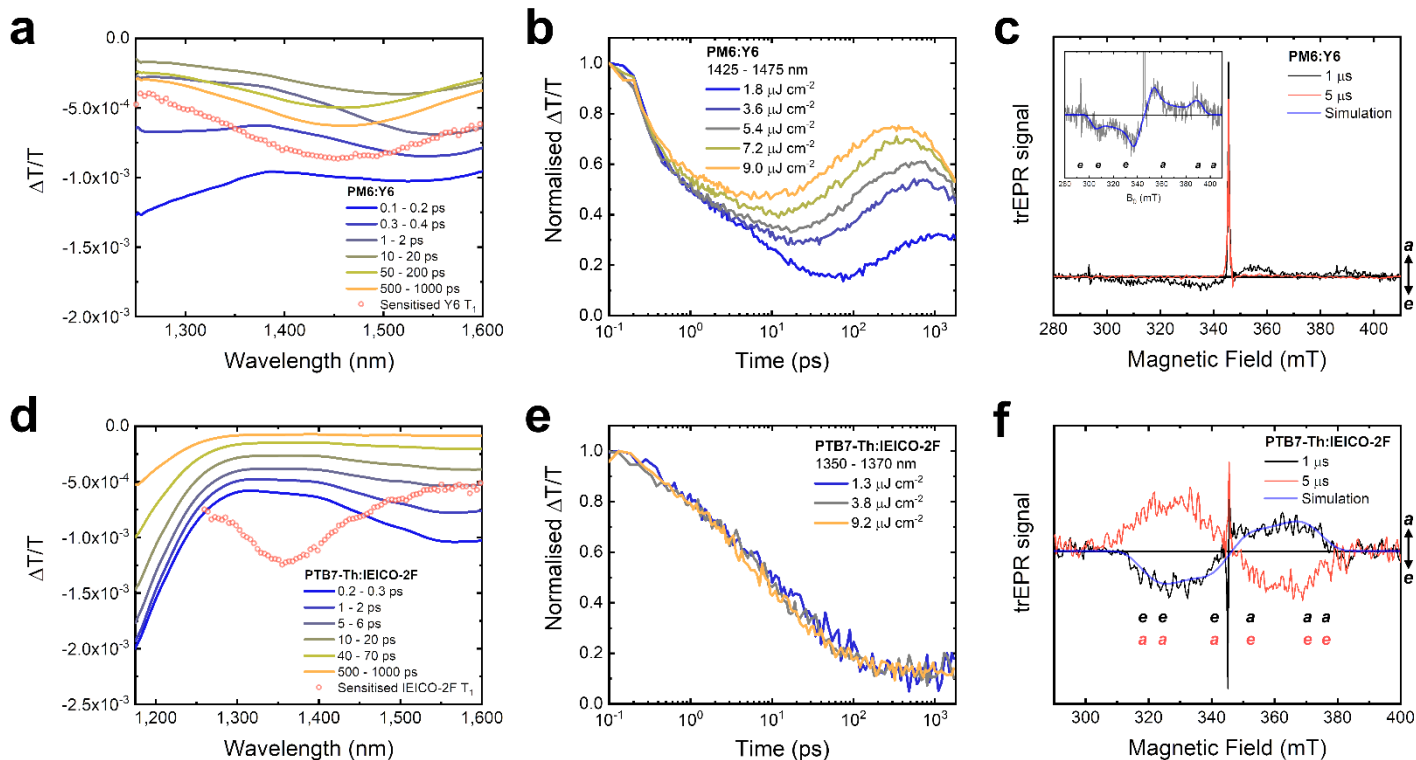 a
ΔT/T
0.0
-5.0x10⁻⁴
-1.0x10⁻³
-1.5x10⁻³
-2.0x10⁻³
PM6:Y6
0.1 - 0.2 ps
0.3 - 0.4 ps
1 - 2 ps
10 - 20 ps
50 - 200 ps
500 - 1000 ps
Sensitised Y6 T₁
1,300 1,400 1,500 1,600
Wavelength (nm)
b
Normalised ΔT/T
1.0
0.8
0.6
0.4
0.2
0.0
PM6:Y6
1425 - 1475 nm
1.8 μJ cm⁻²
3.6 μJ cm⁻²
5.4 μJ cm⁻²
7.2 μJ cm⁻²
9.0 μJ cm⁻²
10⁻¹ 10⁰ 10¹ 10² 10³
Time (ps)
c
trEPR signal
PM6:Y6
1 μs
5 μs
Simulation
e e e a a a
280 300 320 340 360 380 400
B₀ (mT)
a
e
280 300 320 340 360 380 400
Magnetic Field (mT)
d
ΔT/T
0.0
-5.0x10⁻⁴
-1.0x10⁻³
-1.5x10⁻³
-2.0x10⁻³
-2.5x10⁻³
PTB7-Th:IEICO-2F
0.2 - 0.3 ps
1 - 2 ps
5 - 6 ps
10 - 20 ps
40 - 70 ps
500 - 1000 ps
Sensitised IEICO-2F T₁
1,200 1,300 1,400 1,500 1,600
Wavelength (nm)
e
Normalised ΔT/T
1.0
0.8
0.6
0.4
0.2
0.0
PTB7-Th:IEICO-2F
1350 - 1370 nm
1.3 μJ cm⁻²
3.8 μJ cm⁻²
9.2 μJ cm⁻²
10⁻¹ 10⁰ 10¹ 10² 10³
Time (ps)
f
trEPR signal
PTB7-Th:IEICO-2F
1 μs
5 μs
Simulation
a
e
e e e a a a
a a a e e e
300 320 340 360 380 400
Magnetic Field (mT)